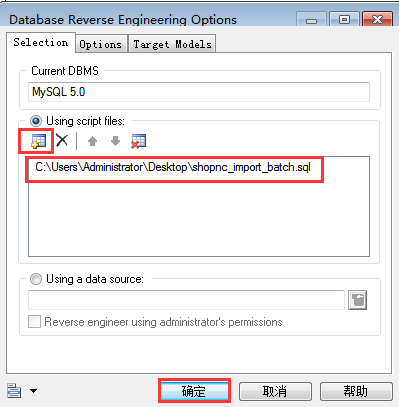 Database Reverse Engineering Options
Selection Options Target Models
Current DBMS
MySQL 5.0
Using script files:
C:\Users\Administrator\Desktop\shopnc_import_batch.sql
Using a data source:
Reverse engineer using administrator's permissions
确定 取消 帮助